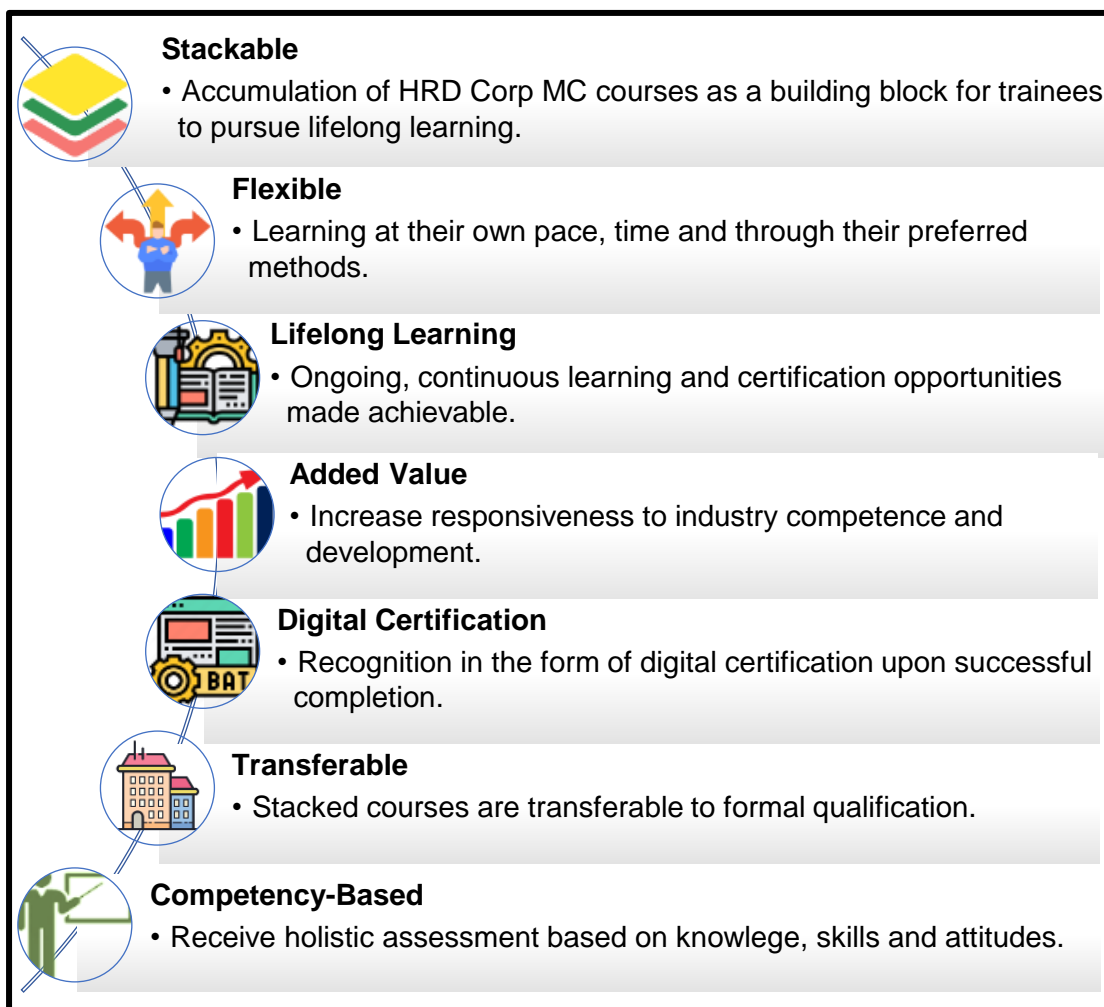 Stackable
• Accumulation of HRD Corp MC courses as a building block for trainees
to pursue lifelong learning.
Flexible
• Learning at their own pace, time and through their preferred
methods.
Lifelong Learning
• Ongoing, continuous learning and certification opportunities
made achievable.
Added Value
• Increase responsiveness to industry competence and
development.
Digital Certification
• Recognition in the form of digital certification upon successful
completion.
BAT
Transferable
• Stacked courses are transferable to formal qualification.
Competency-Based
• Receive holistic assessment based on knowlege, skills and attitudes.